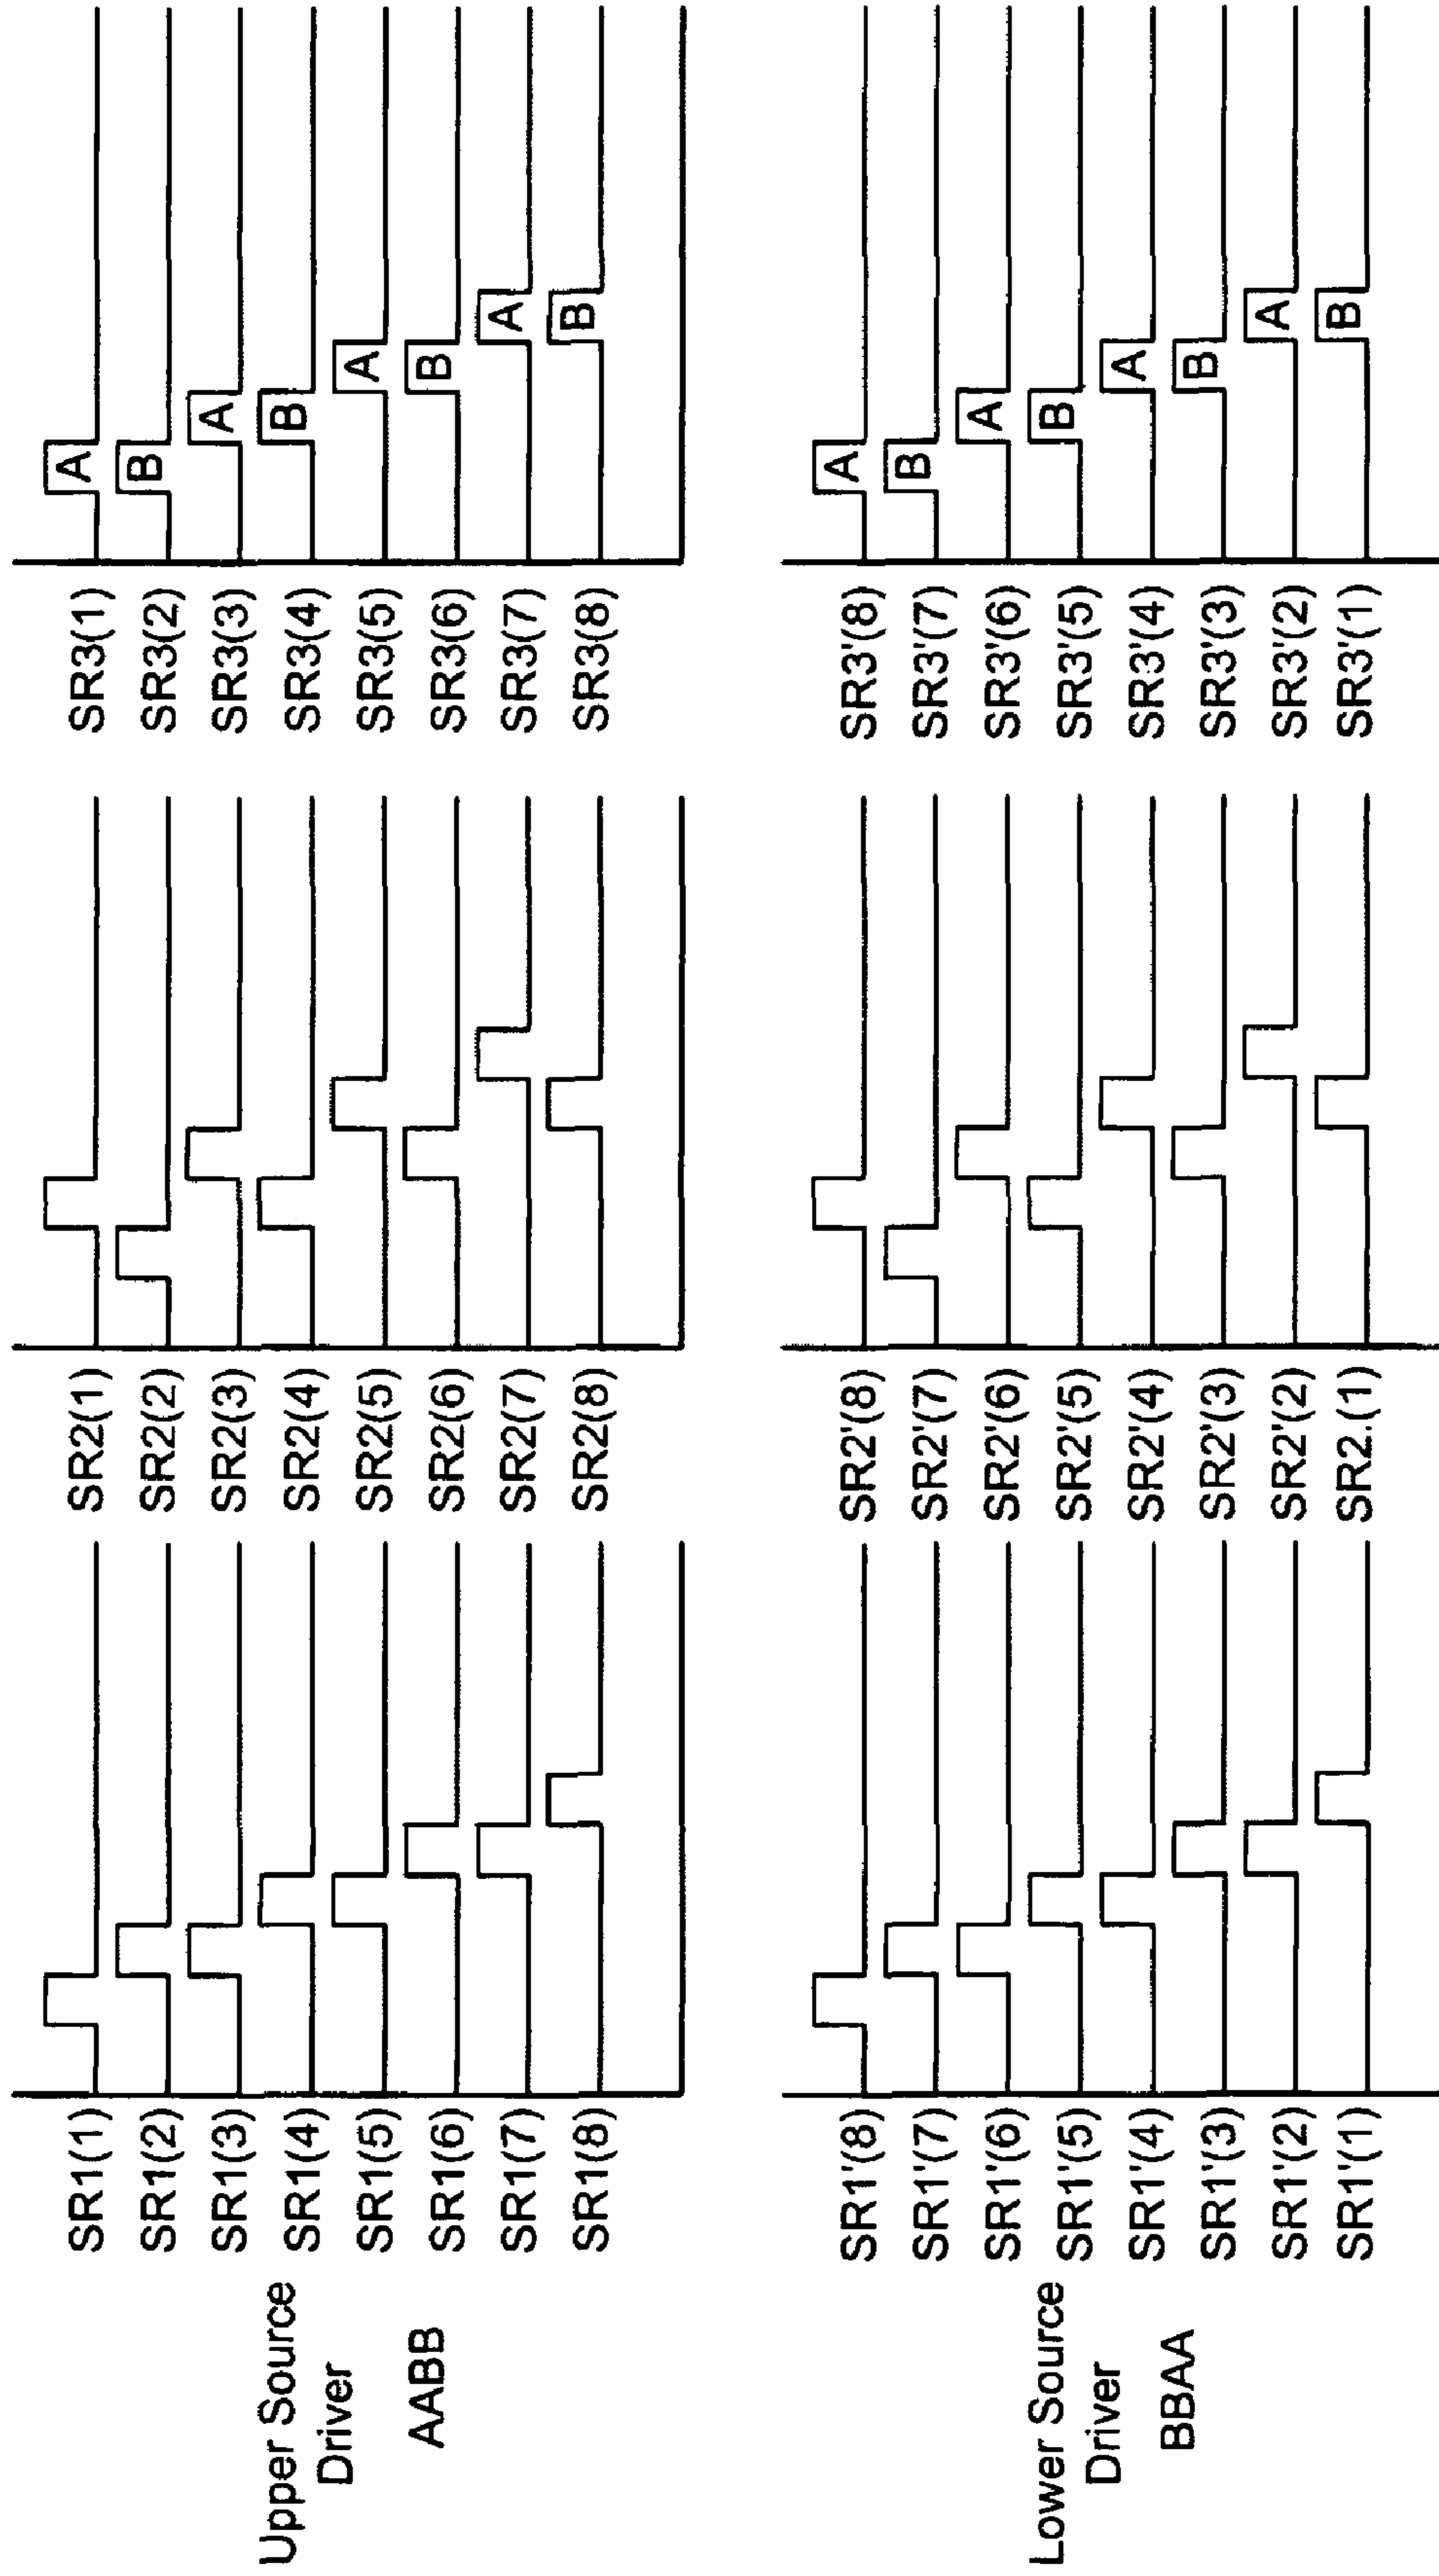 Upper Source
Driver
AABB
SR1(1)
SR1(2)
SR1(3)
SR1(4)
SR1(5)
SR1(6)
SR1(7)
SR1(8)
SR2(1)
SR2(2)
SR2(3)
SR2(4)
SR2(5)
SR2(6)
SR2(7)
SR2(8)
SR3(1)
SR3(2)
SR3(3)
SR3(4)
SR3(5)
SR3(6)
SR3(7)
SR3(8)
A
B
A
B
A
B
A
B
Lower Source
Driver
BBAA
SR1'(8)
SR1'(7)
SR1'(6)
SR1'(5)
SR1'(4)
SR1'(3)
SR1'(2)
SR1'(1)
SR2'(8)
SR2'(7)
SR2'(6)
SR2'(5)
SR2'(4)
SR2'(3)
SR2'(2)
SR2.(1)
SR3'(8)
SR3'(7)
SR3'(6)
SR3'(5)
SR3'(4)
SR3'(3)
SR3'(2)
SR3'(1)
A
B
A
B
A
B
A
B